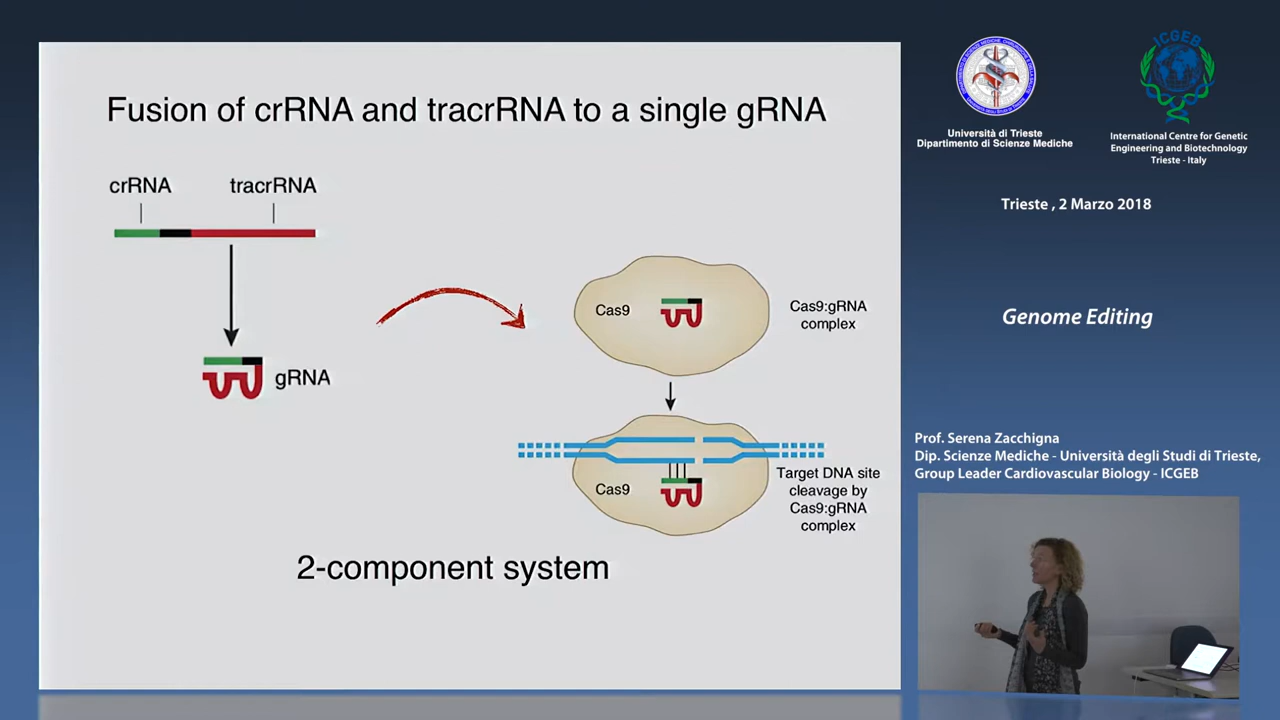 Fusion of crRNA and tracrRNA to a single gRNA
crRNA
tracrRNA
gRNA
Cas9
Cas9:gRNA
complex
Cas9
Target DNA site
cleavage by
Cas9:gRNA
complex
2-component system
Università di Trieste
Dipartimento di Scienze Mediche
ICGEB
International Centre for Genetic
Engineering and Biotechnology
Trieste - Italy
Trieste , 2 Marzo 2018
Genome Editing
Prof. Serena Zacchigna
Dip. Scienze Mediche - Università degli Studi di Trieste,
Group Leader Cardiovascular Biology - ICGEB